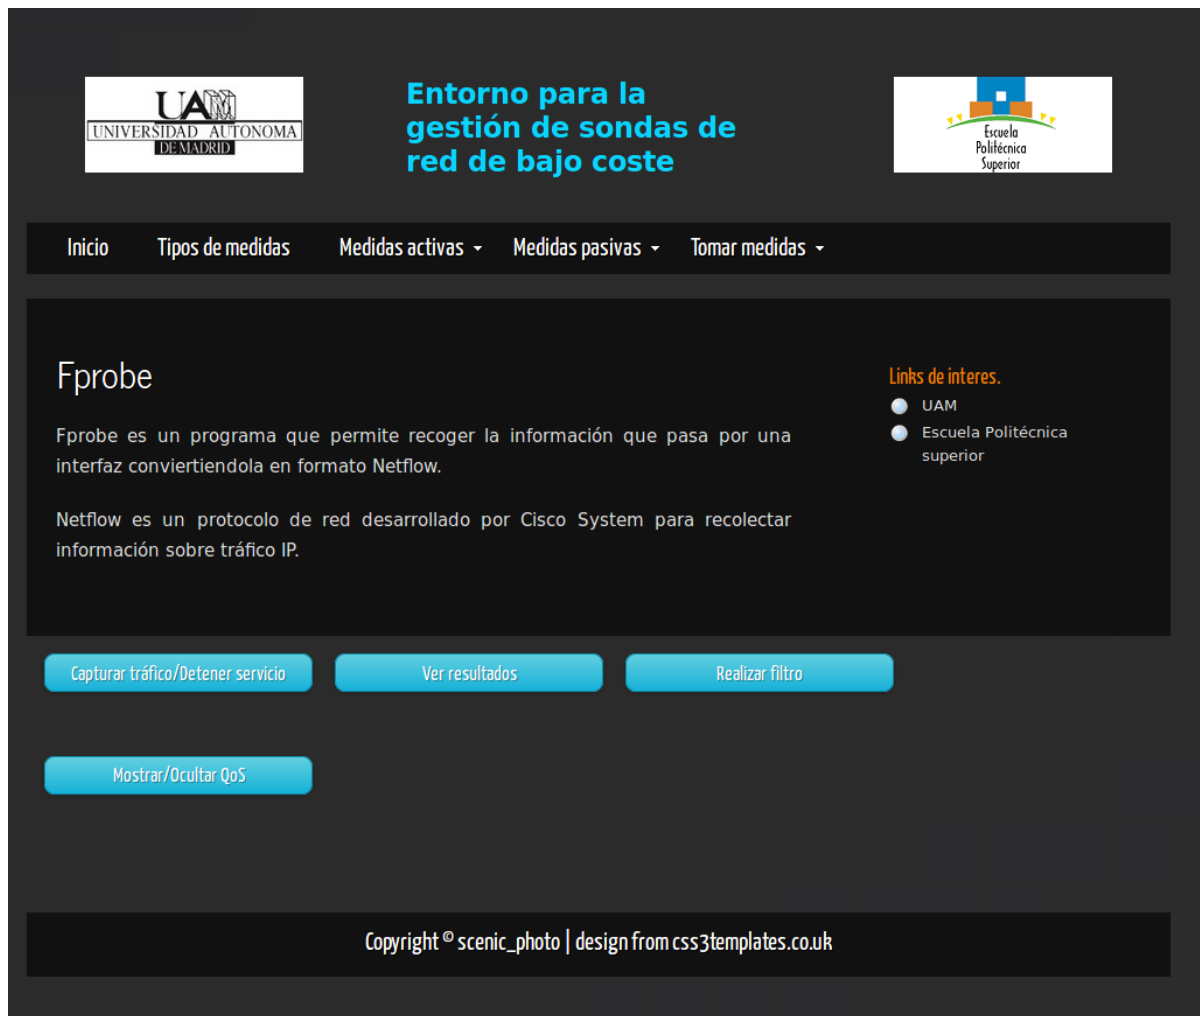 UAM
UNIVERSIDAD AUTONOMA
DE MADRID
Entorno para la
gestión de sondas de
red de bajo coste
Escuela
Politécnica
Superior
Inicio
Tipos de medidas
Medidas activas
Medidas pasivas
Tomar medidas
Fprobe
Fprobe es un programa que permite recoger la información que pasa por una
interfaz conviertiendola en formato Netflow.
Netflow es un protocolo de red desarrollado por Cisco System para recolectar
información sobre tráfico IP.
Links de interes.
UAM
Escuela Politécnica
superior
Capturar tráfico/Detener servicio
Ver resultados
Realizar filtro
Mostrar/Ocultar QoS
Copyright © scenic_photo | design from css3templates.co.uk